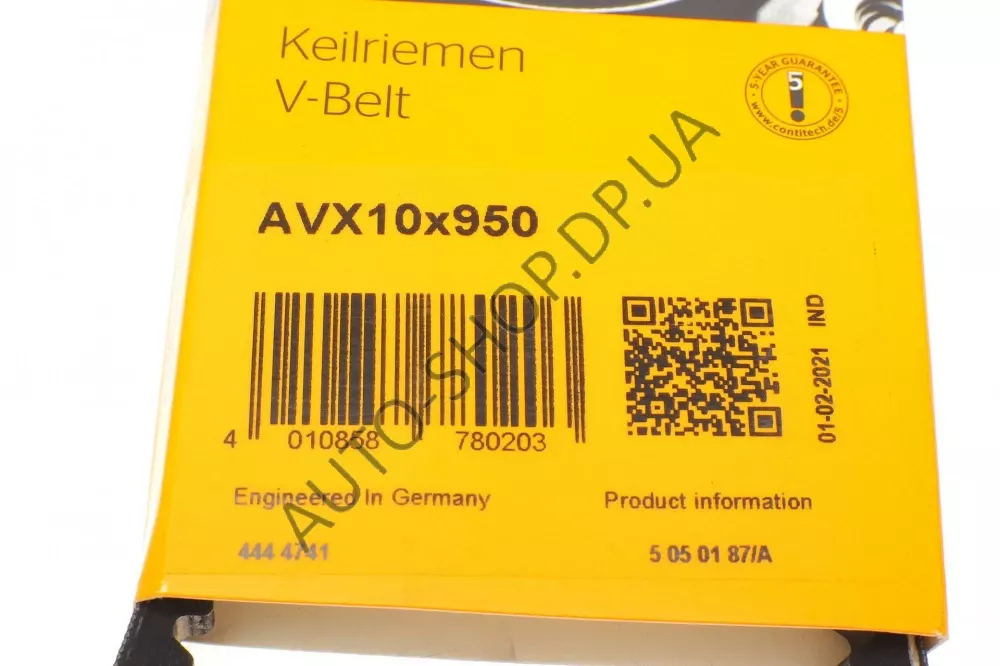 Keilriemen
V-Belt
5-YEAR GUARANTEE
5
www.contitech.de/5
AVX10x950
4 010858 780203
01-02-2021 IND
Engineered In Germany
Product information
444 4741
5 05 01 87/A
AUTO-SHOP.DP.UA